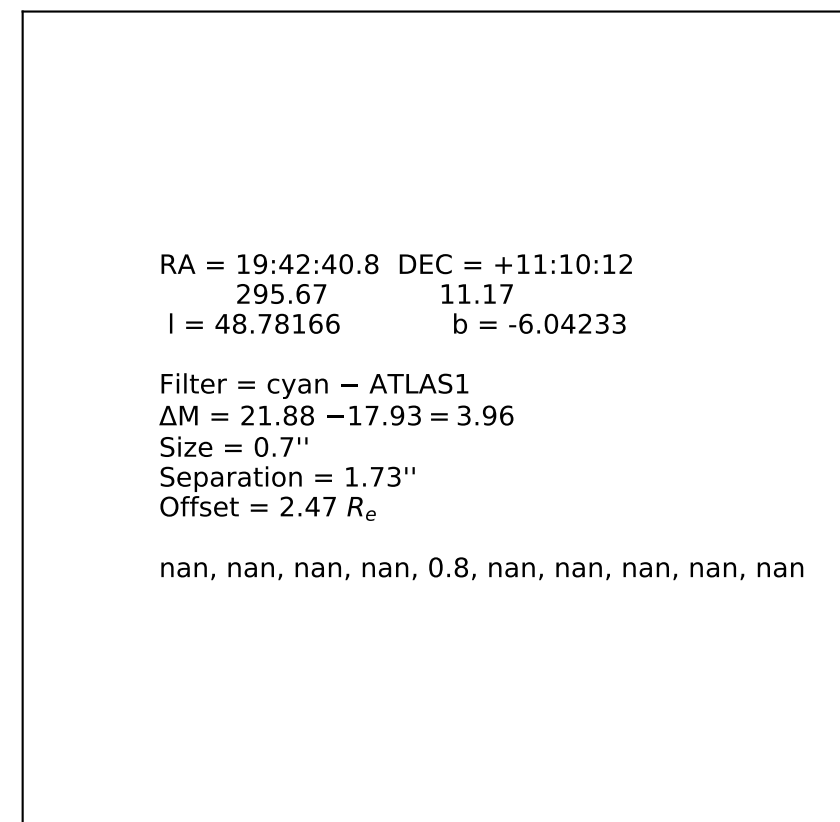 RA = 19:42:40.8  DEC = +11:10:12
295.67 11.17
l = 48.78166 b = -6.04233
Filter = cyan − ATLAS1
ΔM = 21.88 −17.93 = 3.96
Size = 0.7''
Separation = 1.73''
Offset = 2.47 Re
nan, nan, nan, nan, 0.8, nan, nan, nan, nan, nan